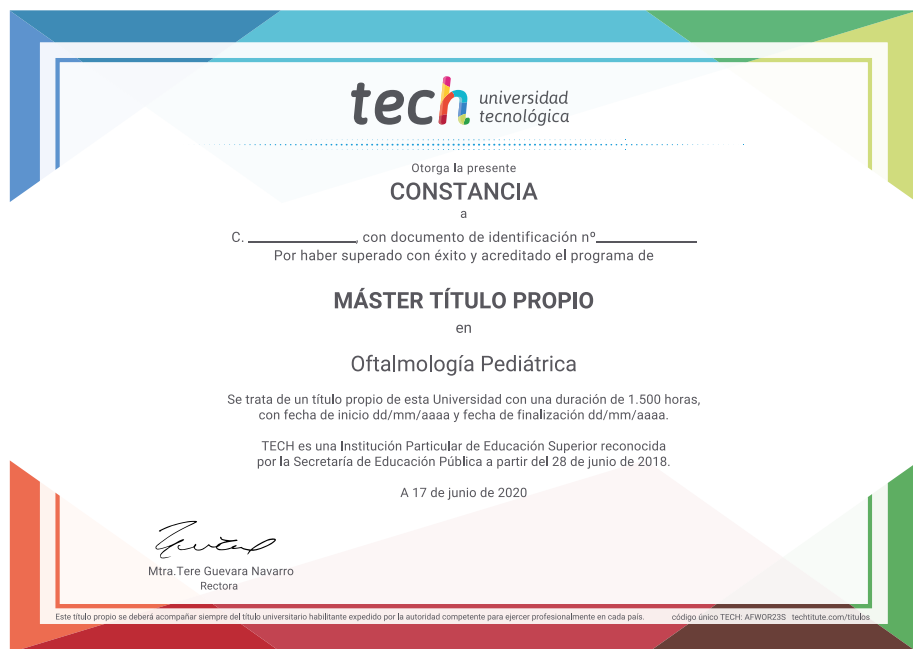 tech universidad
tecnológica
Otorga la presente
CONSTANCIA
a
C. ____________, con documento de identificación nº____________
Por haber superado con éxito y acreditado el programa de
MÁSTER TÍTULO PROPIO
en
Oftalmología Pediátrica
Se trata de un título propio de esta Universidad con una duración de 1.500 horas,
con fecha de inicio dd/mm/aaaa y fecha de finalización dd/mm/aaaa.
TECH es una Institución Particular de Educación Superior reconocida
por la Secretaría de Educación Pública a partir del 28 de junio de 2018.
A 17 de junio de 2020
Mtra.Tere Guevara Navarro
Rectora
Este título propio se deberá acompañar siempre del título universitario habilitante expedido por la autoridad competente para ejercer profesionalmente en cada país. código único TECH: AFWOR23S techtitute.com/titulos